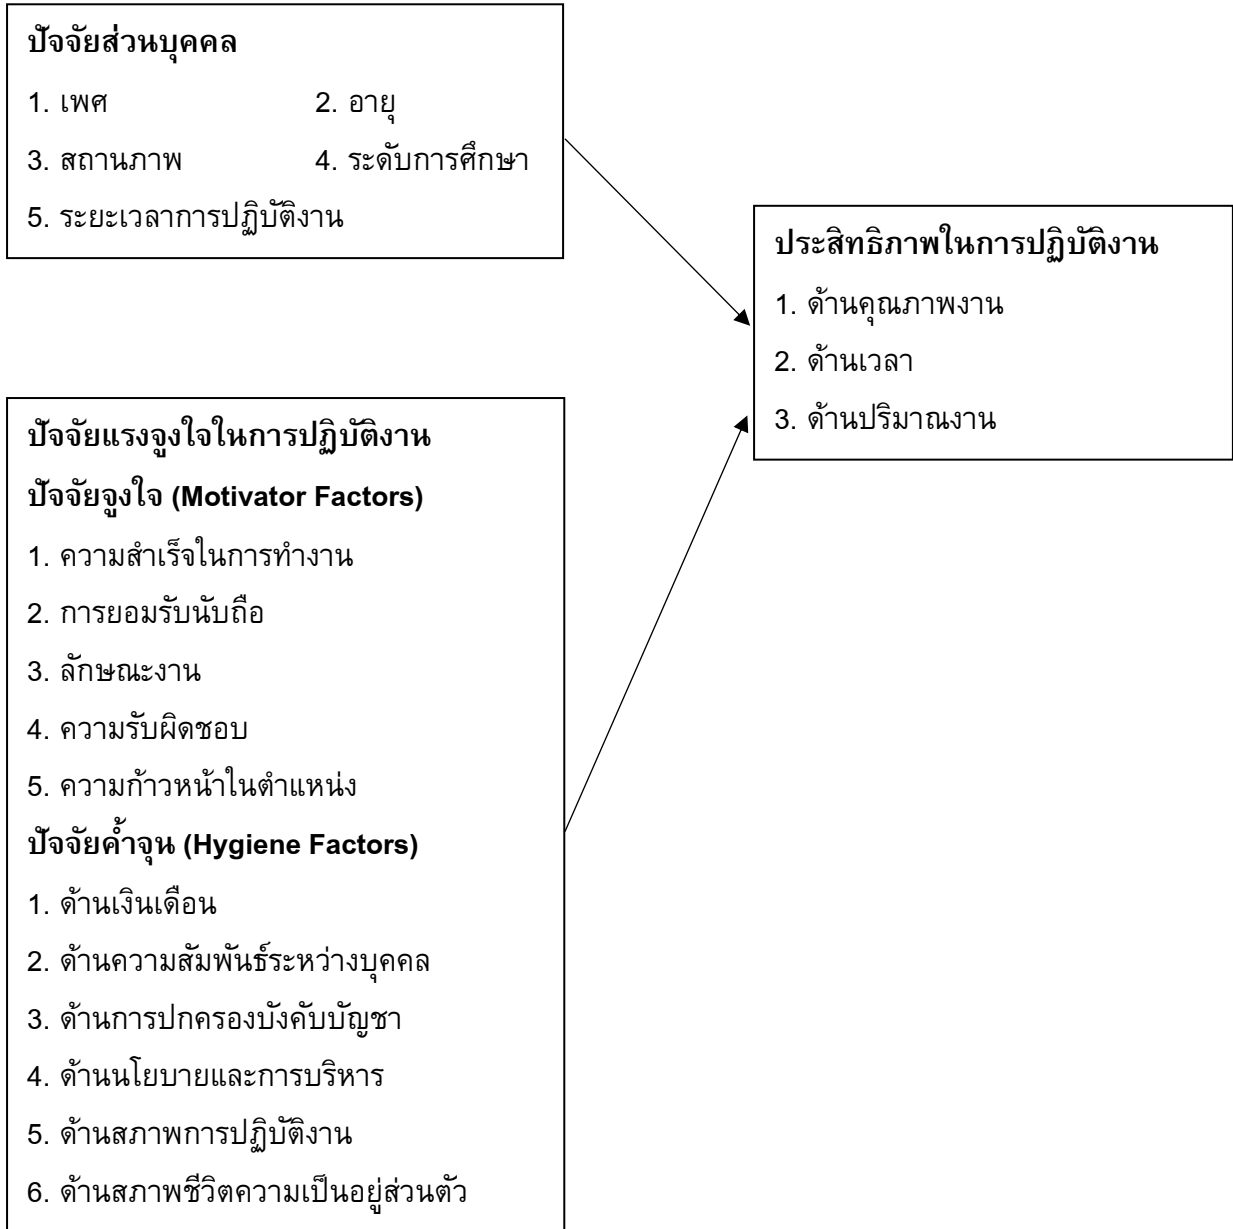 ปัจจัยส่วนบุคคล
1. เพศ 2. อายุ
3. สถานภาพ 4. ระดับการศึกษา
5. ระยะเวลาการปฏิบัติงาน
ประสิทธิภาพในการปฏิบัติงาน
1. ด้านคุณภาพงาน
2. ด้านเวลา
3. ด้านปริมาณงาน
ปัจจัยแรงจูงใจในการปฏิบัติงาน
ปัจจัยจูงใจ (Motivator Factors)
1. ความสำเร็จในการทำงาน
2. การยอมรับนับถือ
3. ลักษณะงาน
4. ความรับผิดชอบ
5. ความก้าวหน้าในตำแหน่ง
ปัจจัยค้ำจุน (Hygiene Factors)
1. ด้านเงินเดือน
2. ด้านความสัมพันธ์ระหว่างบุคคล
3. ด้านการปกครองบังคับบัญชา
4. ด้านนโยบายและการบริหาร
5. ด้านสภาพการปฏิบัติงาน
6. ด้านสภาพชีวิตความเป็นอยู่ส่วนตัว